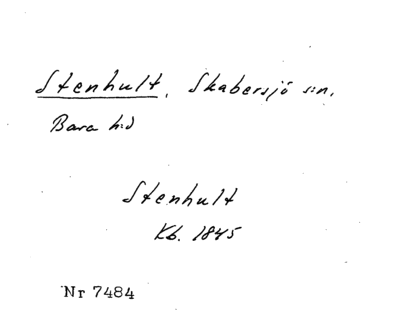 Stenhult, Skabersjö s:n,
Bara h:d
Stenhult
Kb. 1845
Nr 7484